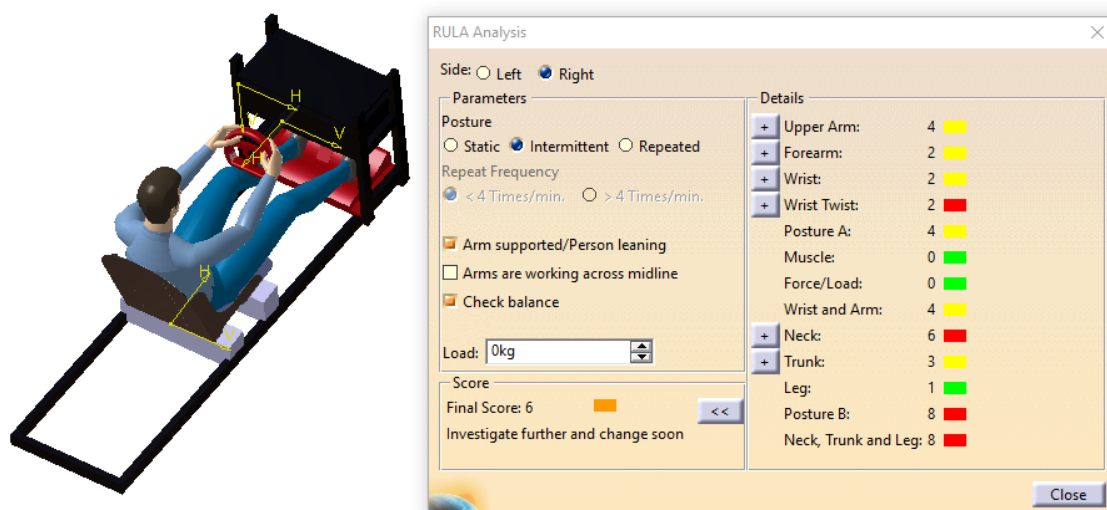 RULA Analysis
Side: Left Right
Parameters
Posture
Static Intermittent Repeated
Repeat Frequency
< 4 Times/min. > 4 Times/min.
Arm supported/Person leaning
Arms are working across midline
Check balance
Load: 0kg
Score
Final Score: 6
<<
Investigate further and change soon
Details
+ Upper Arm: 4
+ Forearm: 2
+ Wrist: 2
+ Wrist Twist: 2
Posture A: 4
Muscle: 0
Force/Load: 0
Wrist and Arm: 4
+ Neck: 6
+ Trunk: 3
Leg: 1
Posture B: 8
Neck, Trunk and Leg: 8
Close
H
V
V
H
H
V